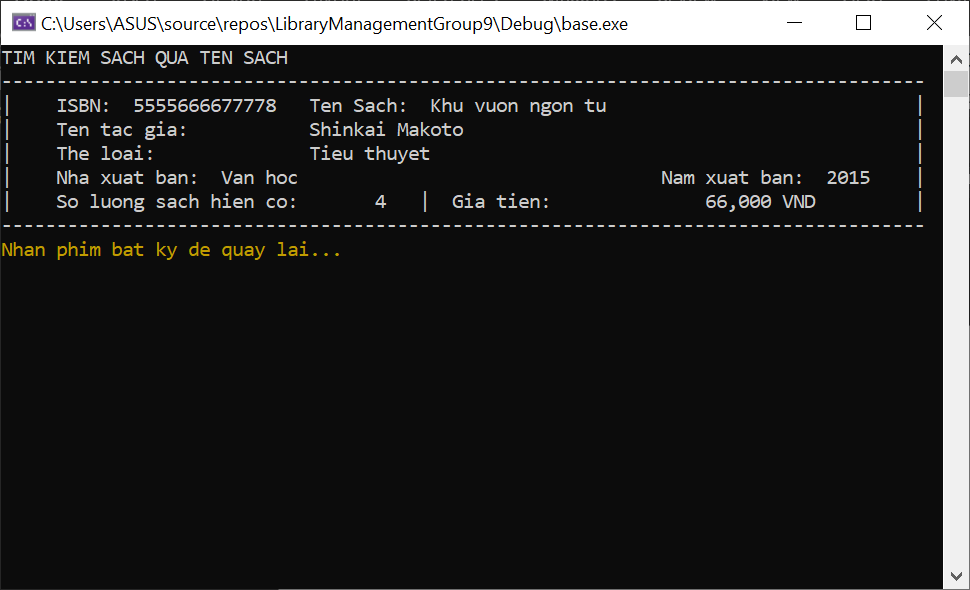 C:\Users\ASUS\source\repos\LibraryManagementGroup9\Debug\base.exe
TIM KIEM SACH QUA TEN SACH
------------------------------------------------------------------------------------
| ISBN: 5555666677778 Ten Sach: Khu vuon ngon tu |
| Ten tac gia: Shinkai Makoto |
| The loai: Tieu thuyet |
| Nha xuat ban: Van hoc Nam xuat ban: 2015 |
| So luong sach hien co: 4 | Gia tien: 66,000 VND |
------------------------------------------------------------------------------------
Nhan phim bat ky de quay lai...